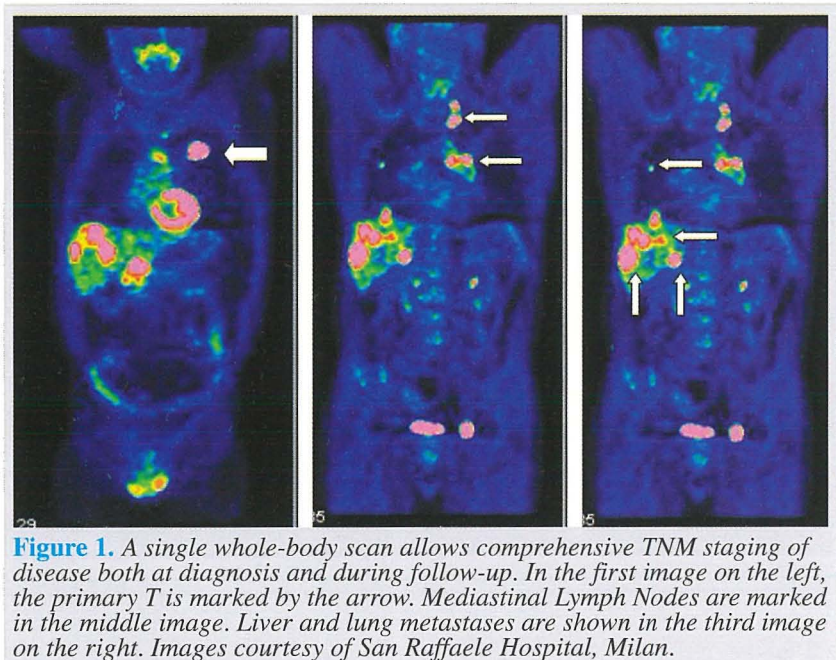 29
35
35
Figure 1. A single whole-body scan allows comprehensive TNM staging of
disease both at diagnosis and during follow-up. In the first image on the left,
the primary T is marked by the arrow. Mediastinal Lymph Nodes are marked
in the middle image. Liver and lung metastases are shown in the third image
on the right. Images courtesy of San Raffaele Hospital, Milan.